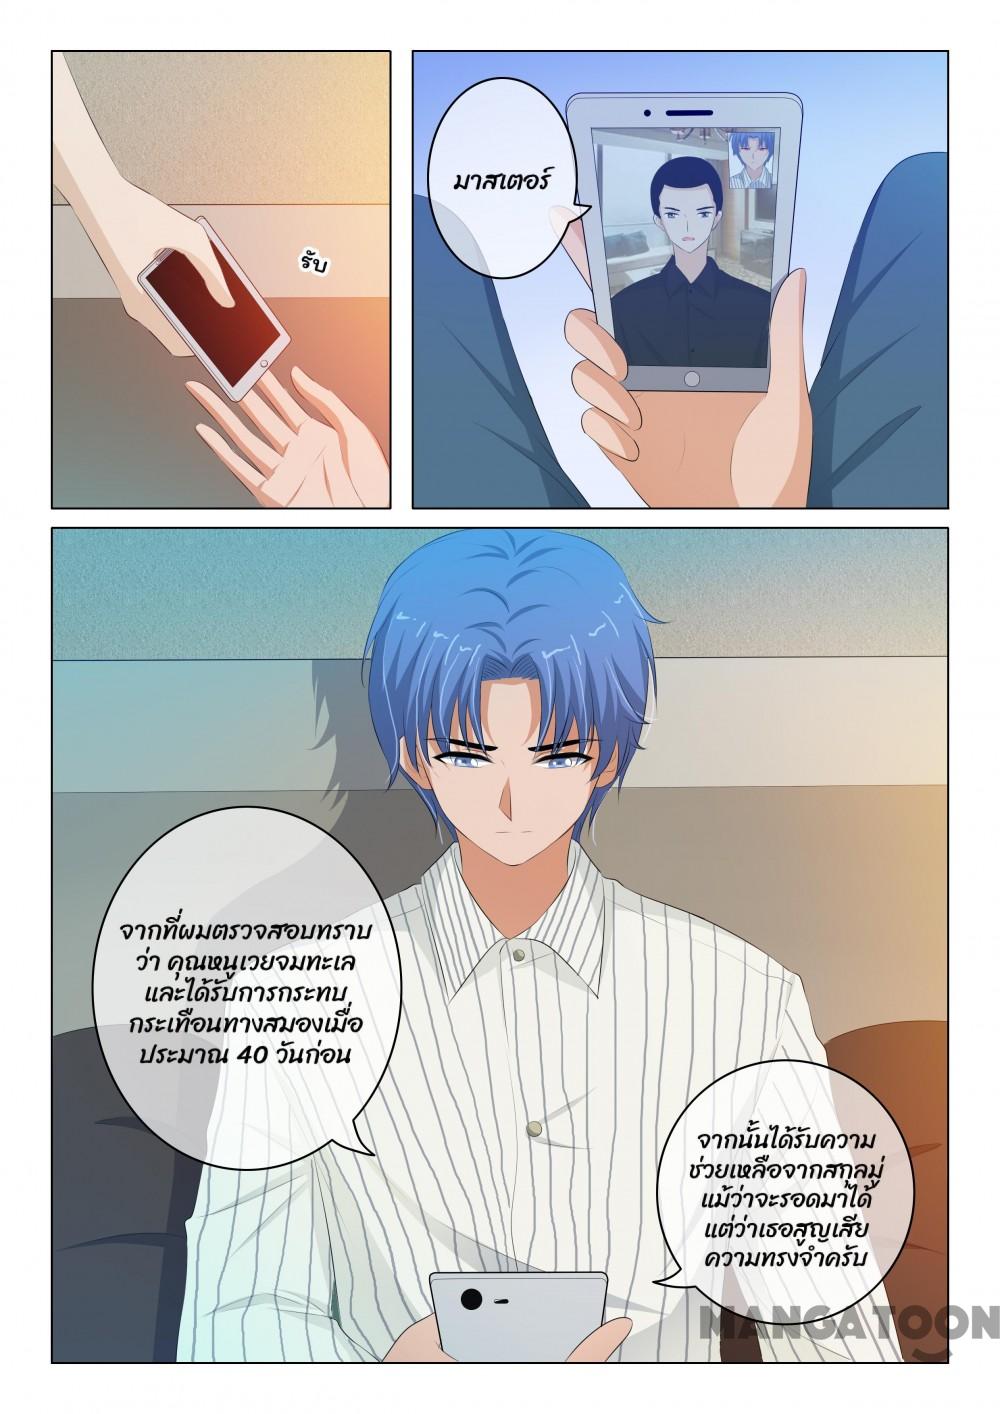 รับ
มาสเตอร์
จากที่ผมตรวจสอบทราบ
ว่า คุณหนูเวยจมทะเล
และได้รับการกระทบ
กระเทือนทางสมองเมื่อ
ประมาณ 40 วันก่อน
จากนั้นได้รับความ
ช่วยเหลือจากสกุลมู่
แม้ว่าจะรอดมาได้
แต่ว่าเธอสูญเสีย
ความทรงจำครับ
MANGATOON